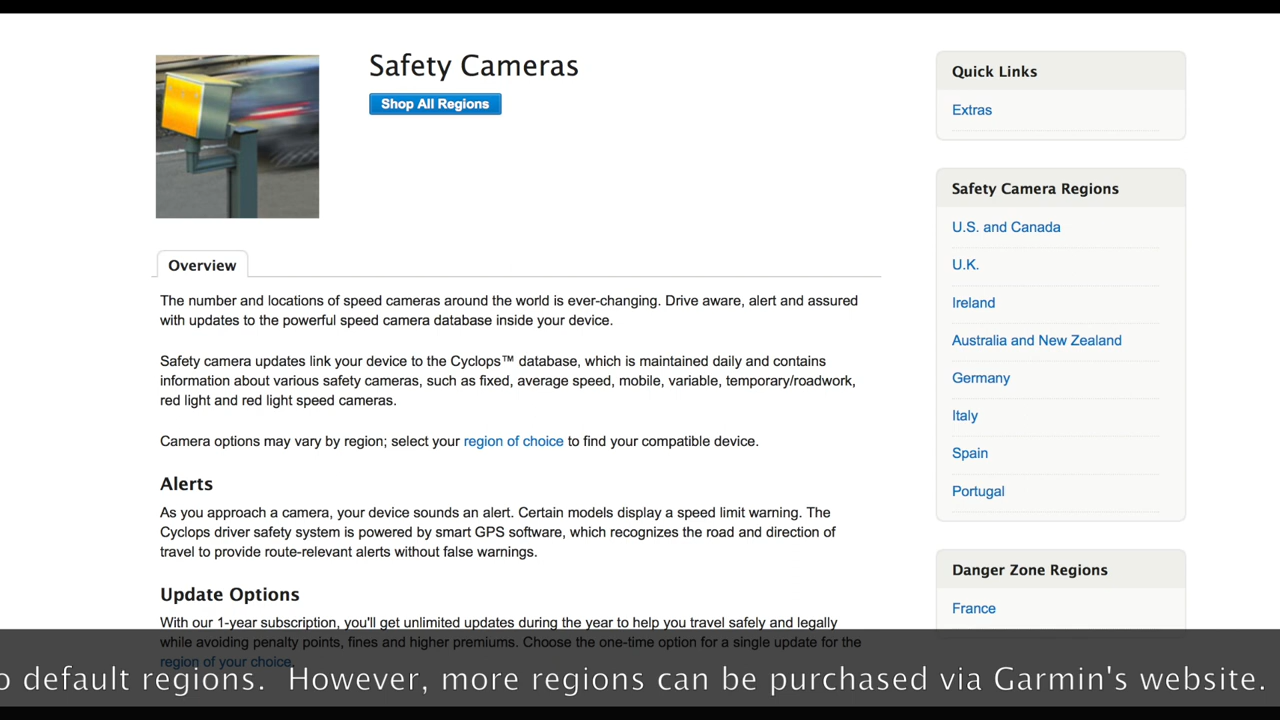 Safety Cameras
Shop All Regions
Overview
The number and locations of speed cameras around the world is ever-changing. Drive aware, alert and assured
with updates to the powerful speed camera database inside your device.
Safety camera updates link your device to the Cyclops™ database, which is maintained daily and contains
information about various safety cameras, such as fixed, average speed, mobile, variable, temporary/roadwork,
red light and red light speed cameras.
Camera options may vary by region; select your region of choice to find your compatible device.
Alerts
As you approach a camera, your device sounds an alert. Certain models display a speed limit warning. The
Cyclops driver safety system is powered by smart GPS software, which recognizes the road and direction of
travel to provide route-relevant alerts without false warnings.
Update Options
With our 1-year subscription, you'll get unlimited updates during the year to help you travel safely and legally
while avoiding penalty points, fines and higher premiums. Choose the one-time option for a single update for the
region of your choice.
Quick Links
Extras
Safety Camera Regions
U.S. and Canada
U.K.
Ireland
Australia and New Zealand
Germany
Italy
Spain
Portugal
Danger Zone Regions
France
o default regions. However, more regions can be purchased via Garmin's website.